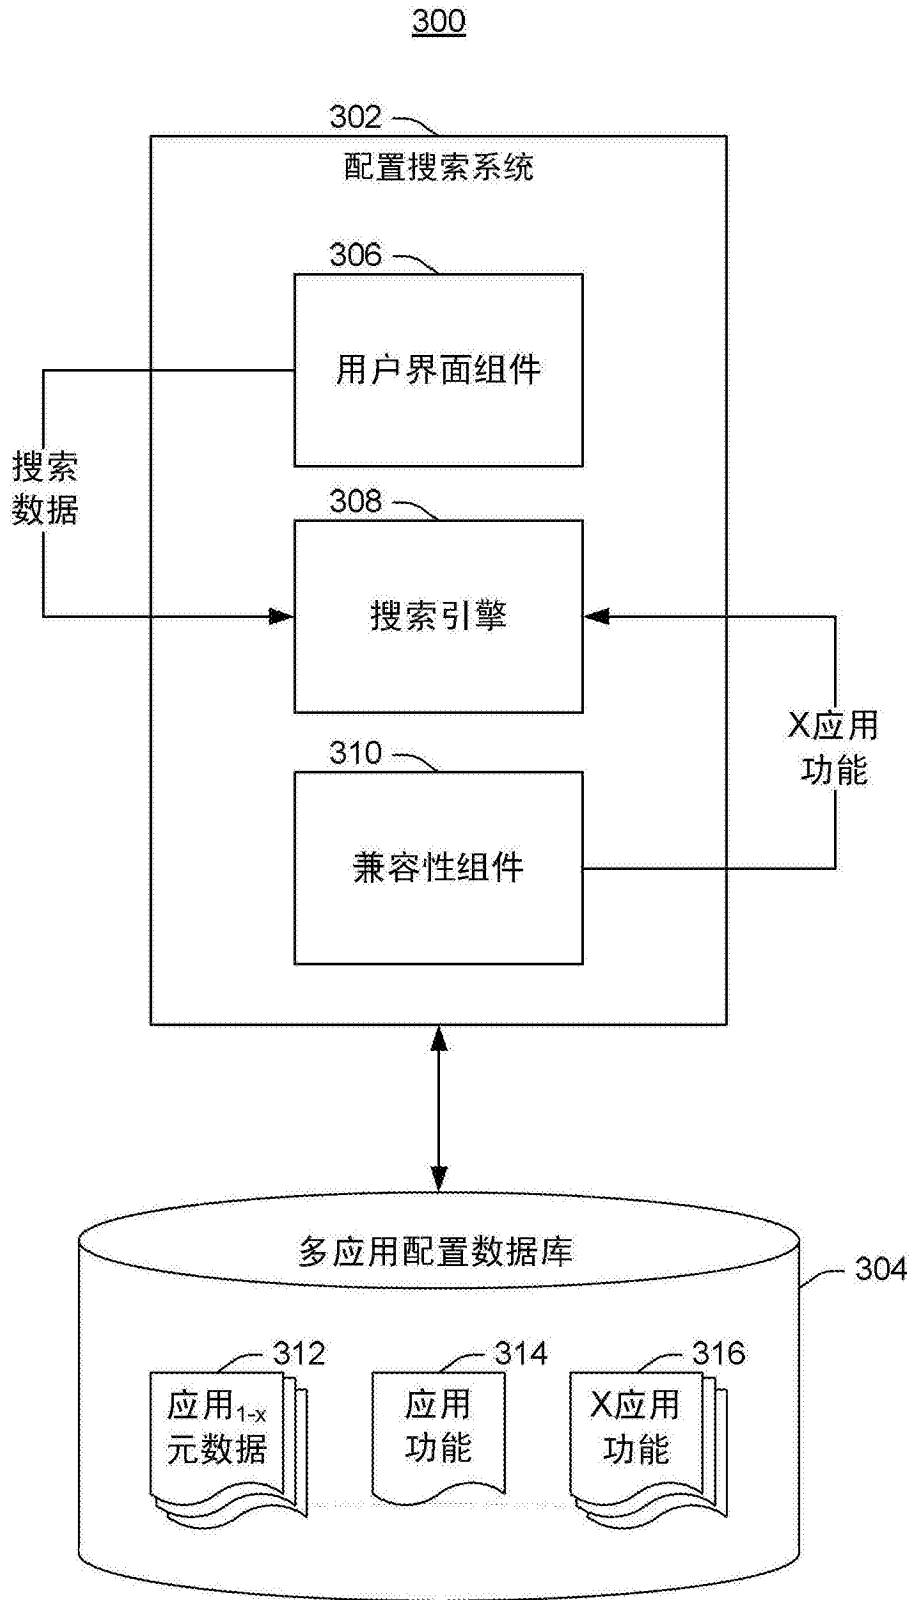 300
302
配置搜索系统
306
用户界面组件
搜索
数据
308
搜索引擎
X应用
功能
310
兼容性组件
多应用配置数据库
304
312
应用1-x
元数据
314
应用
功能
316
X应用
功能